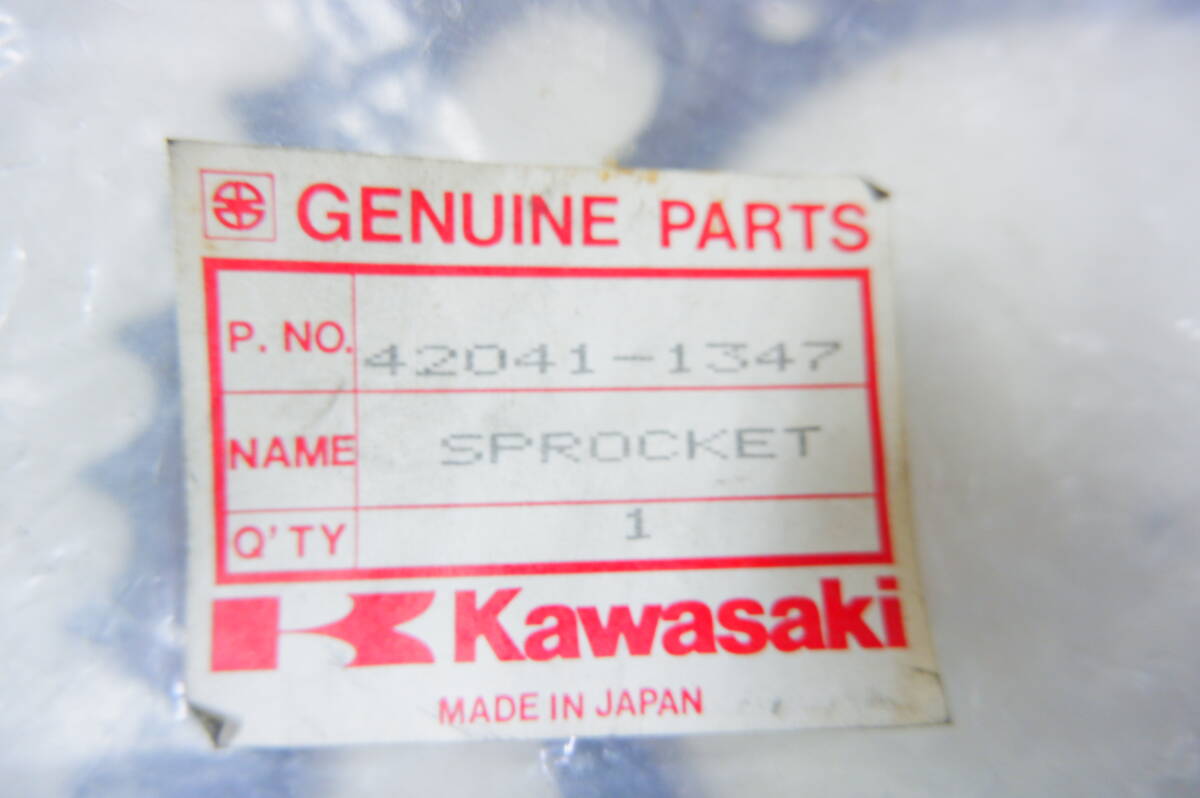 GENUINE PARTS
P. NO. 42041-1347
NAME SPROCKET
Q'TY 1
Kawasaki
MADE IN JAPAN